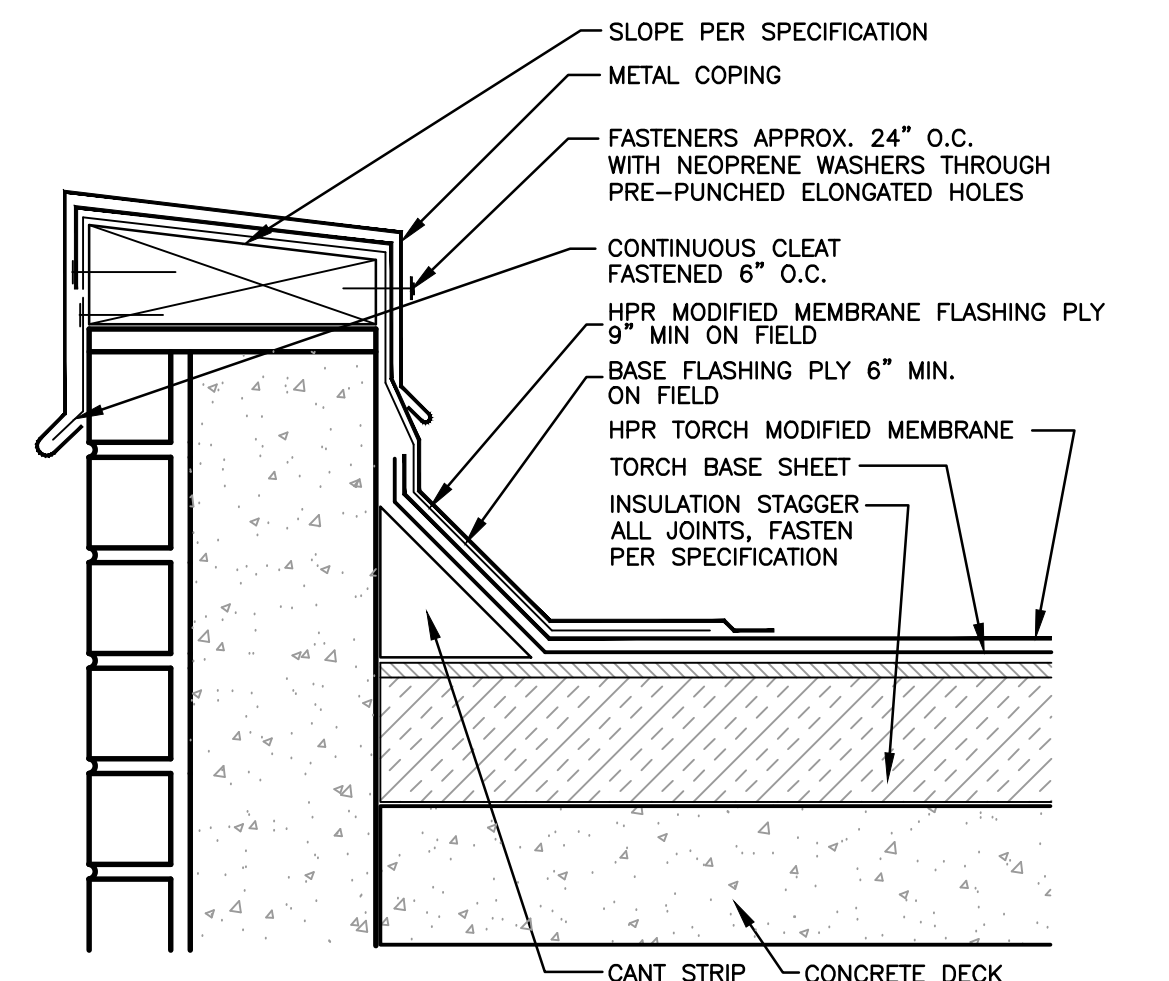 SLOPE PER SPECIFICATION
METAL COPING
FASTENERS APPROX. 24” O.C.
WITH NEOPRENE WASHERS THROUGH
PRE-PUNCHED ELONGATED HOLES
CONTINUOUS CLEAT
FASTENED 6” O.C.
HPR MODIFIED MEMBRANE FLASHING PLY
9” MIN ON FIELD
BASE FLASHING PLY 6” MIN.
ON FIELD
HPR TORCH MODIFIED MEMBRANE
TORCH BASE SHEET
INSULATION STAGGER
ALL JOINTS, FASTEN
PER SPECIFICATION
CANT STRIP
CONCRETE DECK